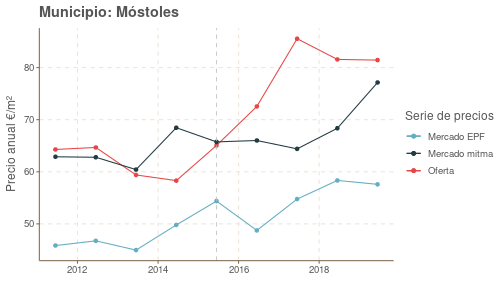 Municipio: Móstoles
Precio anual €/m²
80
70
60
50
2012
2014
2016
2018
Serie de precios
Mercado EPF
Mercado mitma
Oferta